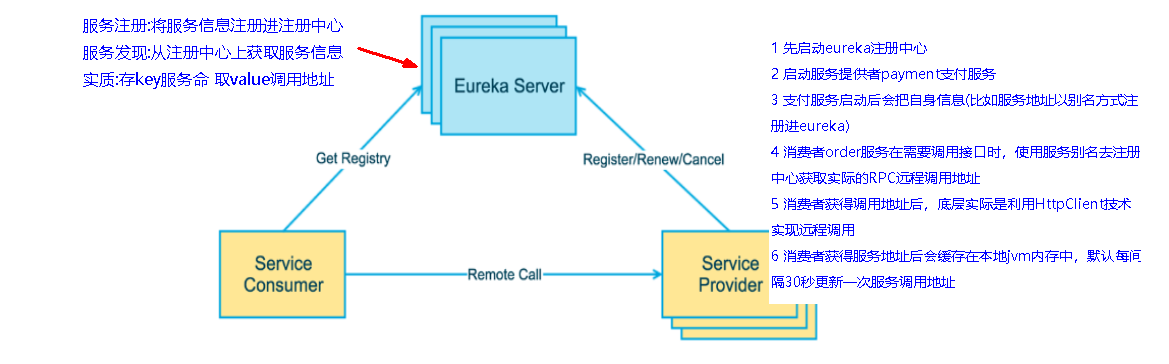 服务注册:将服务信息注册进注册中心
服务发现:从注册中心上获取服务信息
实质:存key服务命 取value调用地址
Eureka Server
Get Registry
Register/Renew/Cancel
Service
Consumer
Remote Call
Service
Provider
1 先启动eureka注册中心
2 启动服务提供者payment支付服务
3 支付服务启动后会把自身信息(比如服务地址以别名方式注
册进eureka)
4 消费者order服务在需要调用接口时，使用服务别名去注册
中心获取实际的RPC远程调用地址
5 消费者获得调用地址后，底层实际是利用HttpClient技术
实现远程调用
6 消费者获得服务地址后会缓存在本地jvm内存中，默认每间
隔30秒更新一次服务调用地址